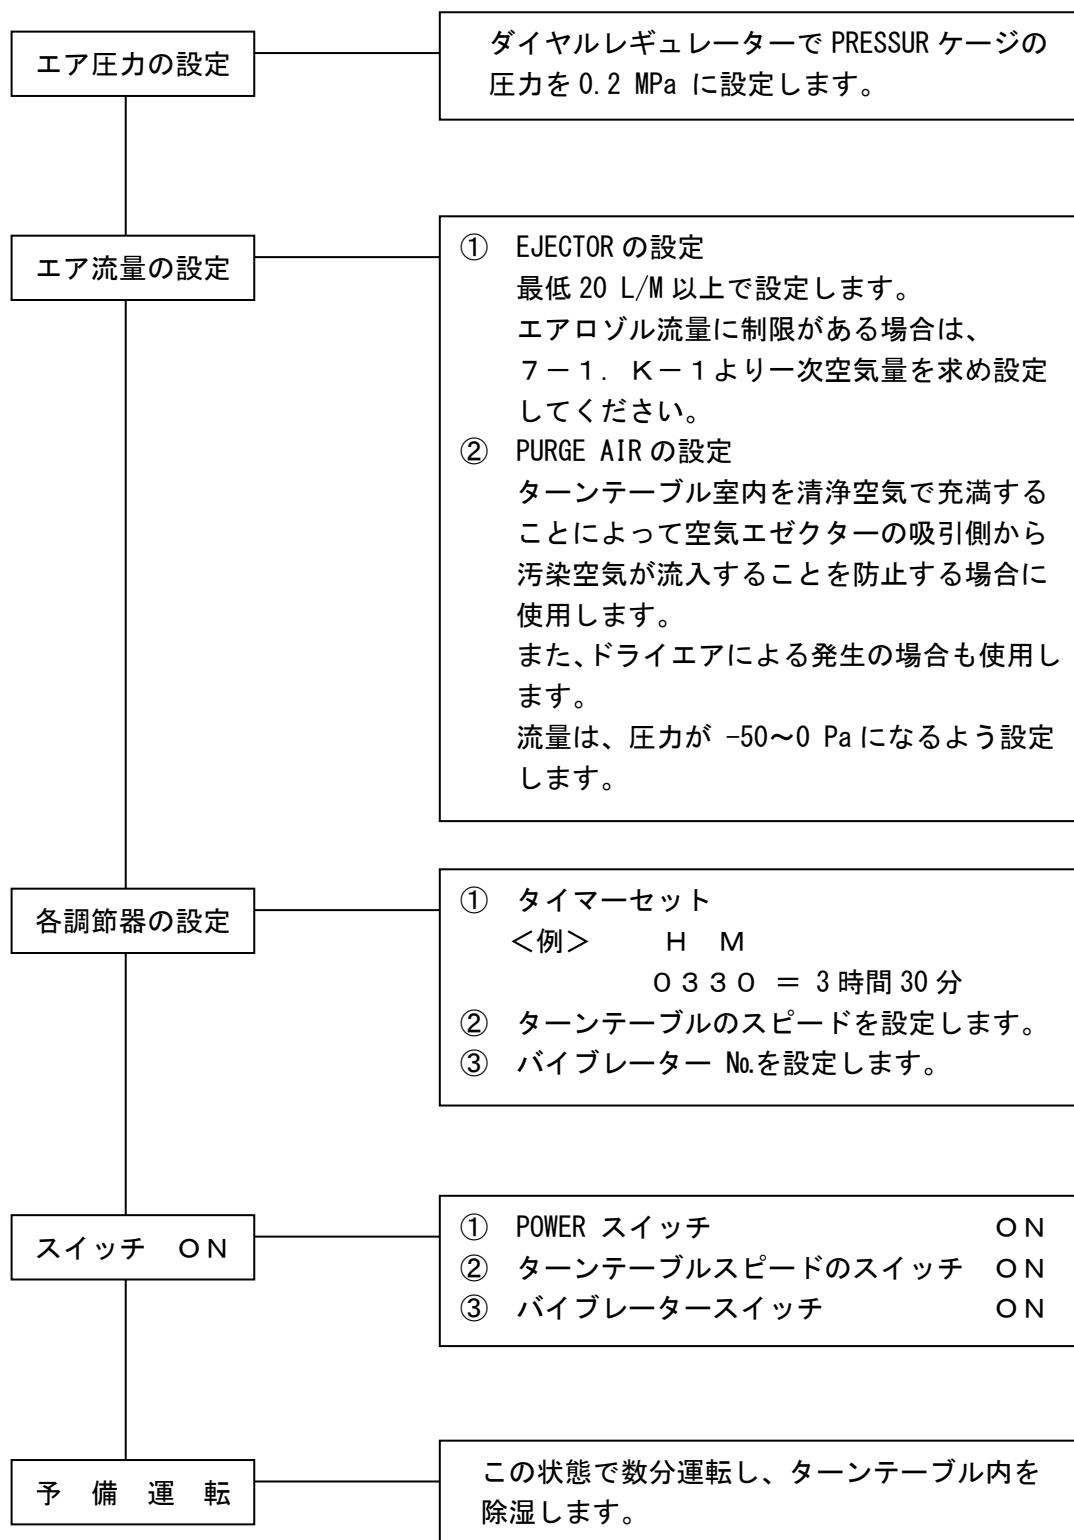 エア圧力の設定
ダイヤルレギュレーターで PRESSUR ケージの
圧力を 0.2 MPa に設定します。
エア流量の設定
① EJECTOR の設定
最低 20 L/M 以上で設定します。
エアロゾル流量に制限がある場合は、
７－１．Ｋ－１より一次空気量を求め設定
してください。
② PURGE AIR の設定
ターンテーブル室内を清浄空気で充満する
ことによって空気エゼクターの吸引側から
汚染空気が流入することを防止する場合に
使用します。
また、ドライエアによる発生の場合も使用し
ます。
流量は、圧力が -50～0 Pa になるよう設定
します。
各調節器の設定
① タイマーセット
＜例＞ Ｈ Ｍ
０３３０ ＝ 3 時間 30 分
② ターンテーブルのスピードを設定します。
③ バイブレーター №を設定します。
スイッチ ＯＮ
① POWER スイッチ ＯＮ
② ターンテーブルスピードのスイッチ ＯＮ
③ バイブレータースイッチ ＯＮ
予 備 運 転
この状態で数分運転し、ターンテーブル内を
除湿します。